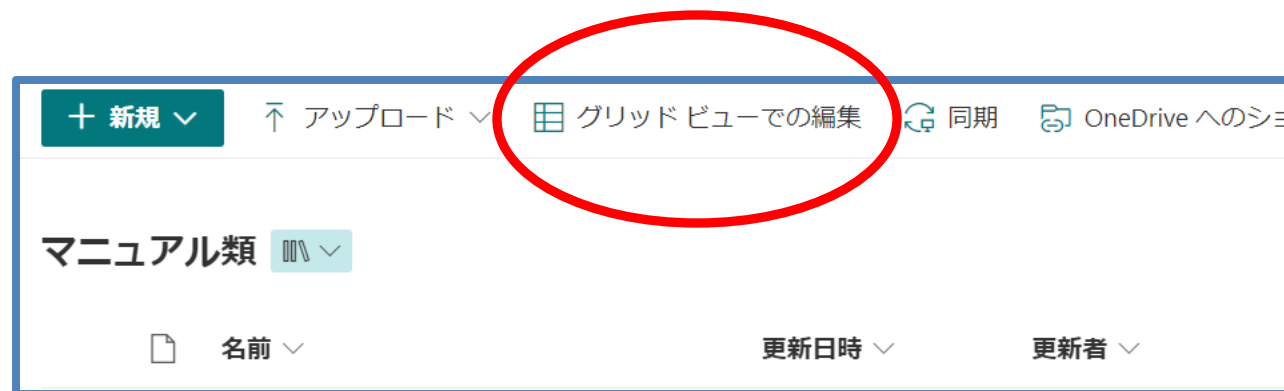 + 新規 アップロード グリッド ビューでの編集 同期 OneDrive へのショ
マニュアル類
名前 更新日時 更新者